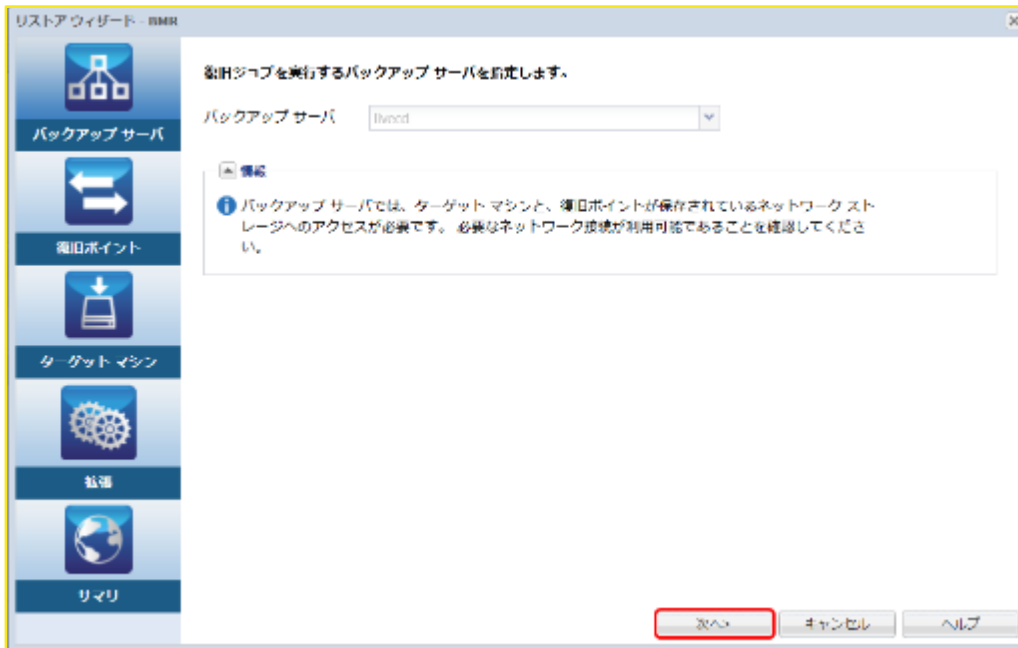 リストア ウィザード - BMR
バックアップ サーバ
復旧ポイント
ターゲット マシン
拡張
サマリ
復旧ジョブを実行するバックアップ サーバを指定します。
バックアップ サーバ
livecd
情報
バックアップ サーバでは、ターゲット マシンと、復旧ポイントが保存されているネットワーク スト
レージへのアクセスが必要です。 必要なネットワーク接続が利用可能であることを確認してくださ
い。
次へ>
キャンセル
ヘルプ